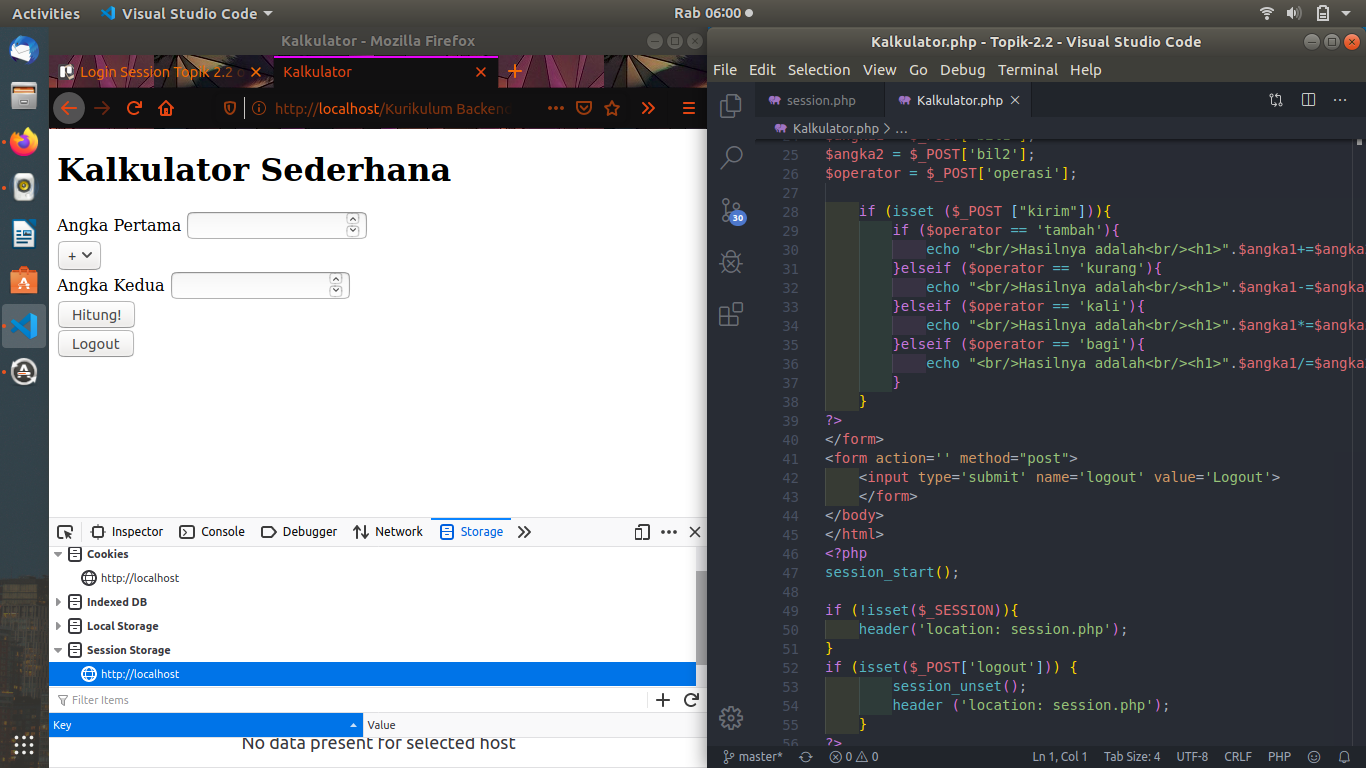 Activities
Visual Studio Code
Rab 06:00
Kalkulator - Mozilla Firefox
Login Session Topik 2.2
Kalkulator
http://localhost/Kurikulum Backen
Kalkulator Sederhana
Angka Pertama
+
Angka Kedua
Hitung!
Logout
Inspector
Console
Debugger
Network
Storage
Cookies
http://localhost
Indexed DB
Local Storage
Session Storage
http://localhost
Filter Items
Key
Value
No data present for selected host
Kalkulator.php - Topik-2.2 - Visual Studio Code
File Edit Selection View Go Debug Terminal Help
session.php
Kalkulator.php
Kalkulator.php > ...
30
25 $angka2 = $_POST['bil2'];
26 $operator = $_POST['operasi'];
27
28 if (isset ($_POST ["kirim"])){
29 if ($operator == 'tambah'){
30 echo "<br/>Hasilnya adalah<br/><h1>".$angka1+=$angka
31 }elseif ($operator == 'kurang'){
32 echo "<br/>Hasilnya adalah<br/><h1>".$angka1-=$angka
33 }elseif ($operator == 'kali'){
34 echo "<br/>Hasilnya adalah<br/><h1>".$angka1*=$angka
35 }elseif ($operator == 'bagi'){
36 echo "<br/>Hasilnya adalah<br/><h1>".$angka1/=$angka
37 }
38 }
39 ?>
40 </form>
41 <form action='' method="post">
42 <input type='submit' name='logout' value='Logout'>
43 </form>
44 </body>
45 </html>
46 <?php
47 session_start();
48
49 if (!isset($_SESSION)){
50 header('location: session.php');
51 }
52 if (isset($_POST['logout'])) {
53 session_unset();
54 header ('location: session.php');
55 }
56 ?>
master*
0
0
Ln 1, Col 1
Tab Size: 4
UTF-8
CRLF
PHP